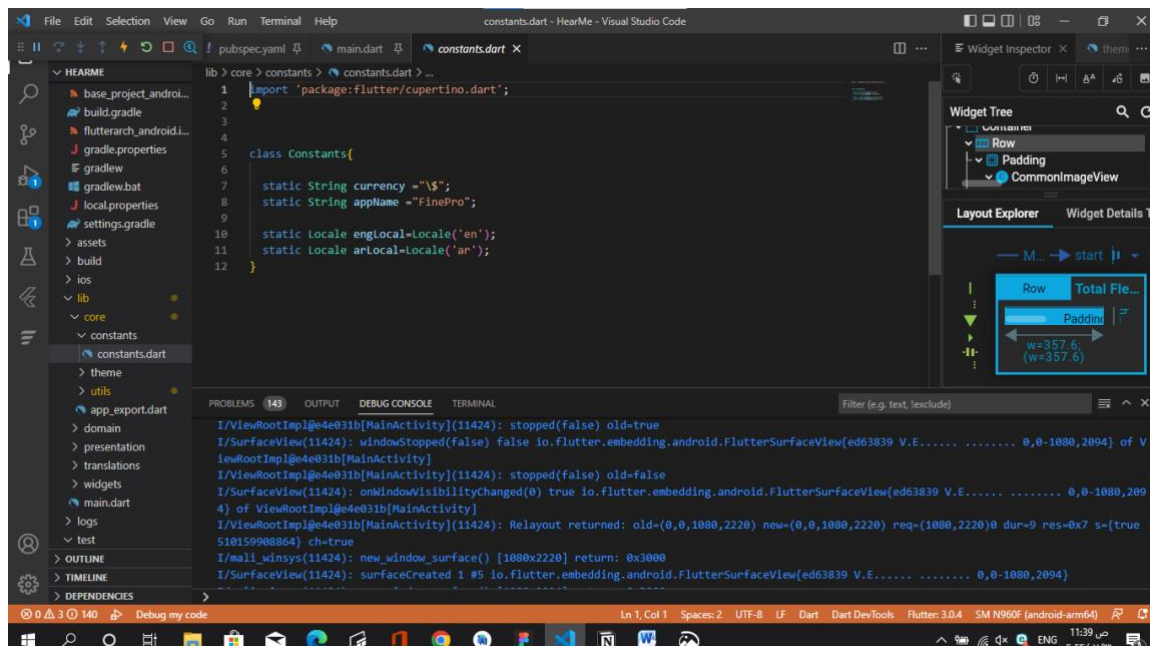 File Edit Selection View Go Run Terminal Help
constants.dart - HearMe - Visual Studio Code
pubspec.yaml
main.dart
constants.dart
Widget Inspector
HEARME
base_project_androi...
build.gradle
flutterarch_android.i...
gradle.properties
gradlew
gradlew.bat
local.properties
settings.gradle
assets
build
ios
lib
core
constants
constants.dart
theme
utils
app_export.dart
domain
presentation
translations
widgets
main.dart
logs
test
OUTLINE
TIMELINE
DEPENDENCIES
lib > core > constants > constants.dart > ...
1 import 'package:flutter/cupertino.dart';
2
3
4
5 class Constants{
6
7 static String currency ="\$";
8 static String appName ="FinePro";
9
10 static Locale engLocal=Locale('en');
11 static Locale arLocal=Locale('ar');
12 }
Widget Tree
Container
Row
Padding
CommonImageView
Layout Explorer
Widget Details T
M... start
Row
Total Fle...
Padding
w=357.6;
(w=357.6)
PROBLEMS 143 OUTPUT DEBUG CONSOLE TERMINAL
Filter (e.g. text, !exclude)
I/ViewRootImpl@e4e031b[MainActivity](11424): stopped(false) old=true
I/SurfaceView(11424): windowStopped(false) false io.flutter.embedding.android.FlutterSurfaceView{ed63839 V.E...... ........ 0,0-1080,2094} of V
iewRootImpl@e4e031b[MainActivity]
I/ViewRootImpl@e4e031b[MainActivity](11424): stopped(false) old=false
I/SurfaceView(11424): onWindowVisibilityChanged(0) true io.flutter.embedding.android.FlutterSurfaceView{ed63839 V.E...... ........ 0,0-1080,209
4} of ViewRootImpl@e4e031b[MainActivity]
I/ViewRootImpl@e4e031b[MainActivity](11424): Relayout returned: old=(0,0,1080,2220) new=(0,0,1080,2220) req=(1080,2220)0 dur=9 res=0x7 s={true
510159908864} ch=true
I/mali_winsys(11424): new_window_surface() [1080x2220] return: 0x3000
I/SurfaceView(11424): surfaceCreated 1 #5 io.flutter.embedding.android.FlutterSurfaceView{ed63839 V.E...... ........ 0,0-1080,2094}
0 3 140 Debug my code
Ln 1, Col 1 Spaces: 2 UTF-8 LF Dart Dart DevTools Flutter: 3.0.4 SM N960F (android-arm64)
ENG
11:39 ص